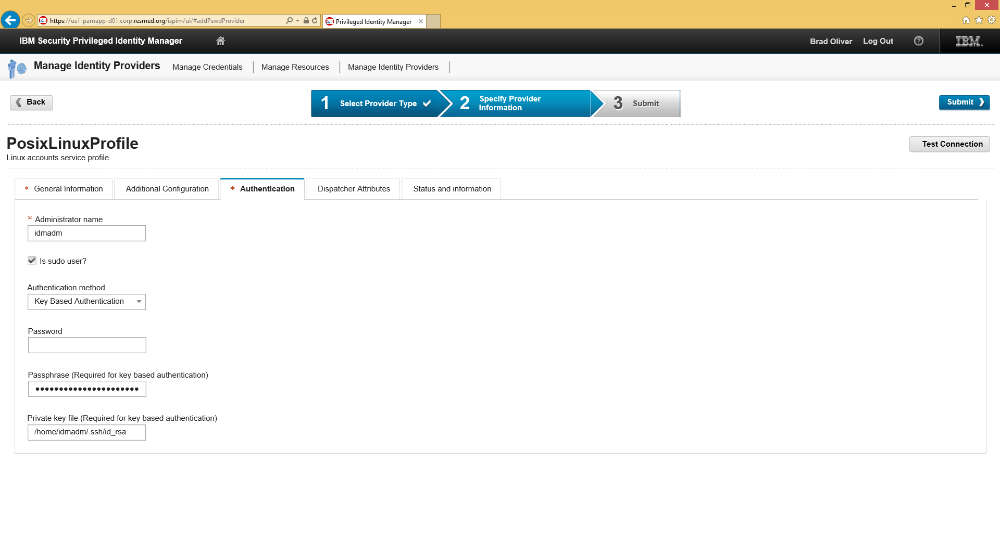 https://us1-pamapp-d01.corp.resmed.org/ispim/ui/#addPswdProvider
Privileged Identity Manager
IBM Security Privileged Identity Manager
Brad Oliver
Log Out
IBM.
Manage Identity Providers
Manage Credentials
Manage Resources
Manage Identity Providers
Back
1 Select Provider Type
2 Specify Provider
Information
3 Submit
Submit
PosixLinuxProfile
Linux accounts service profile
Test Connection
* General Information
Additional Configuration
* Authentication
Dispatcher Attributes
Status and information
* Administrator name
idmadm
Is sudo user?
Authentication method
Key Based Authentication
Password
Passphrase (Required for key based authentication)
••••••••••••••••••••••
Private key file (Required for key based authentication)
/home/idmadm/.ssh/id_rsa